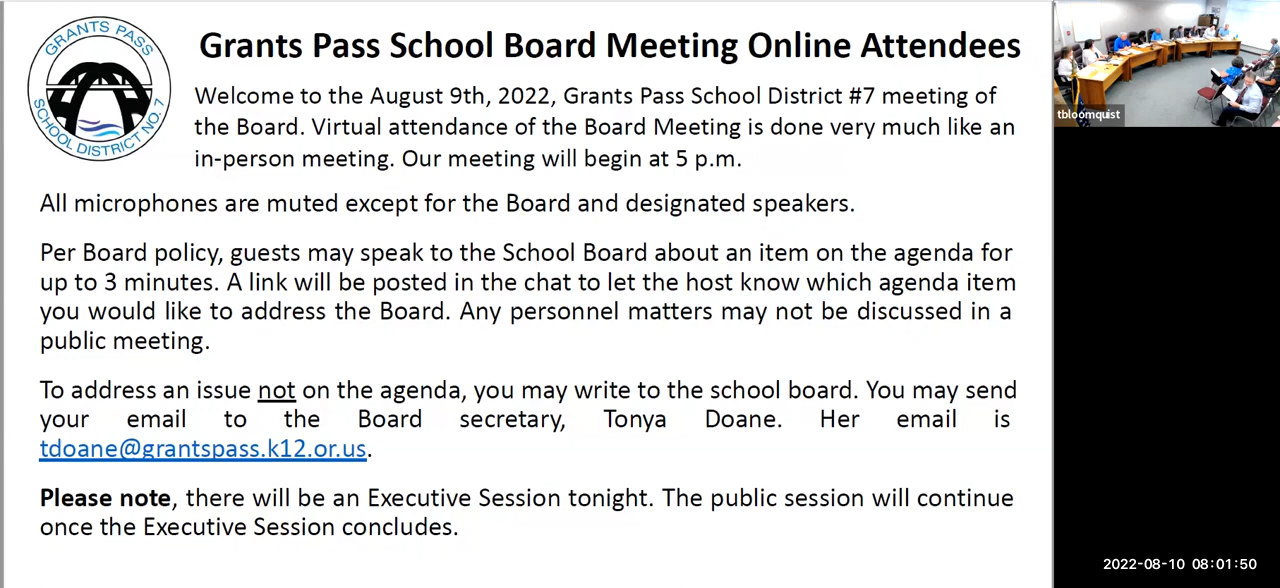 GRANTS PASS
SCHOOL DISTRICT NO. 7
Grants Pass School Board Meeting Online Attendees
Welcome to the August 9th, 2022, Grants Pass School District #7 meeting of
the Board. Virtual attendance of the Board Meeting is done very much like an
in-person meeting. Our meeting will begin at 5 p.m.
All microphones are muted except for the Board and designated speakers.
Per Board policy, guests may speak to the School Board about an item on the agenda for
up to 3 minutes. A link will be posted in the chat to let the host know which agenda item
you would like to address the Board. Any personnel matters may not be discussed in a
public meeting.
To address an issue not on the agenda, you may write to the school board. You may send
your email to the Board secretary, Tonya Doane. Her email is
tdoane@grantspass.k12.or.us.
Please note, there will be an Executive Session tonight. The public session will continue
once the Executive Session concludes.
tbloomquist
2022-08-10 08:01:50